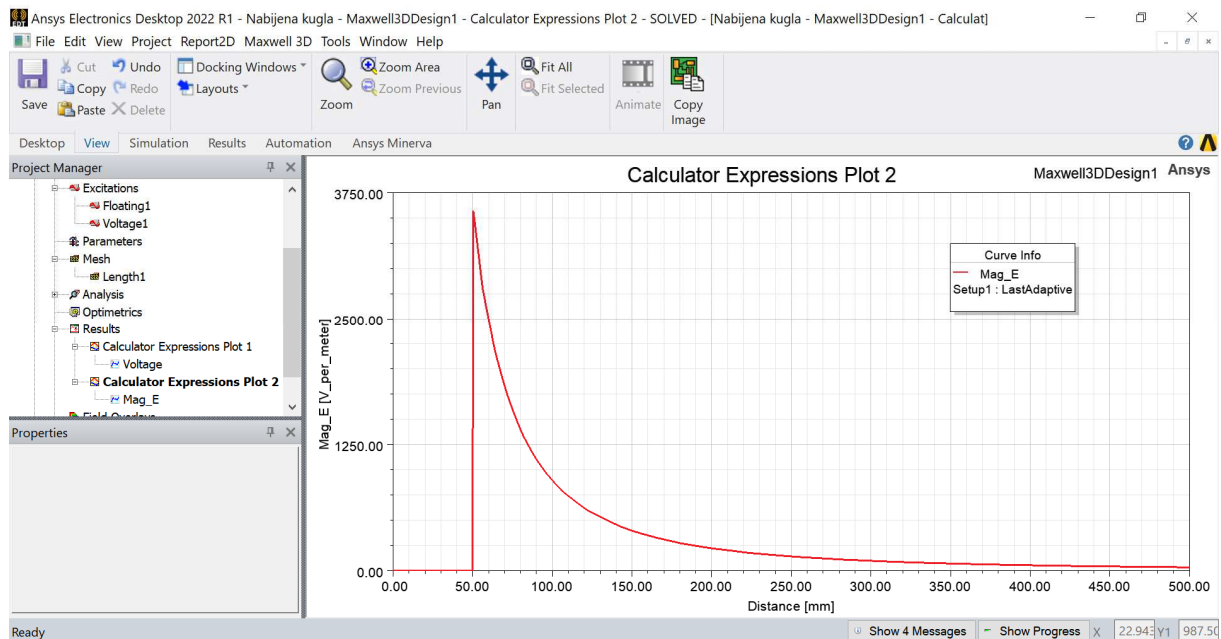 Ansys Electronics Desktop 2022 R1 - Nabijena kugla - Maxwell3DDesign1 - Calculator Expressions Plot 2 - SOLVED - [Nabijena kugla - Maxwell3DDesign1 - Calculat]
File Edit View Project Report2D Maxwell 3D Tools Window Help
Save
Cut
Copy
Paste
Undo
Redo
Delete
Docking Windows
Layouts
Zoom
Zoom Area
Zoom Previous
Pan
Fit All
Fit Selected
Animate
Copy
Image
Desktop View Simulation Results Automation Ansys Minerva
Project Manager
Excitations
Floating1
Voltage1
Parameters
Mesh
Length1
Analysis
Optimetrics
Results
Calculator Expressions Plot 1
Voltage
Calculator Expressions Plot 2
Mag_E
Field Overlays
Properties
Calculator Expressions Plot 2
Maxwell3DDesign1 Ansys
3750.00
2500.00
1250.00
0.00
Mag_E [V_per_meter]
Curve Info
Mag_E
Setup1 : LastAdaptive
0.00 50.00 100.00 150.00 200.00 250.00 300.00 350.00 400.00 450.00 500.00
Distance [mm]
Ready
Show 4 Messages
Show Progress
X 22.943 Y1 987.50